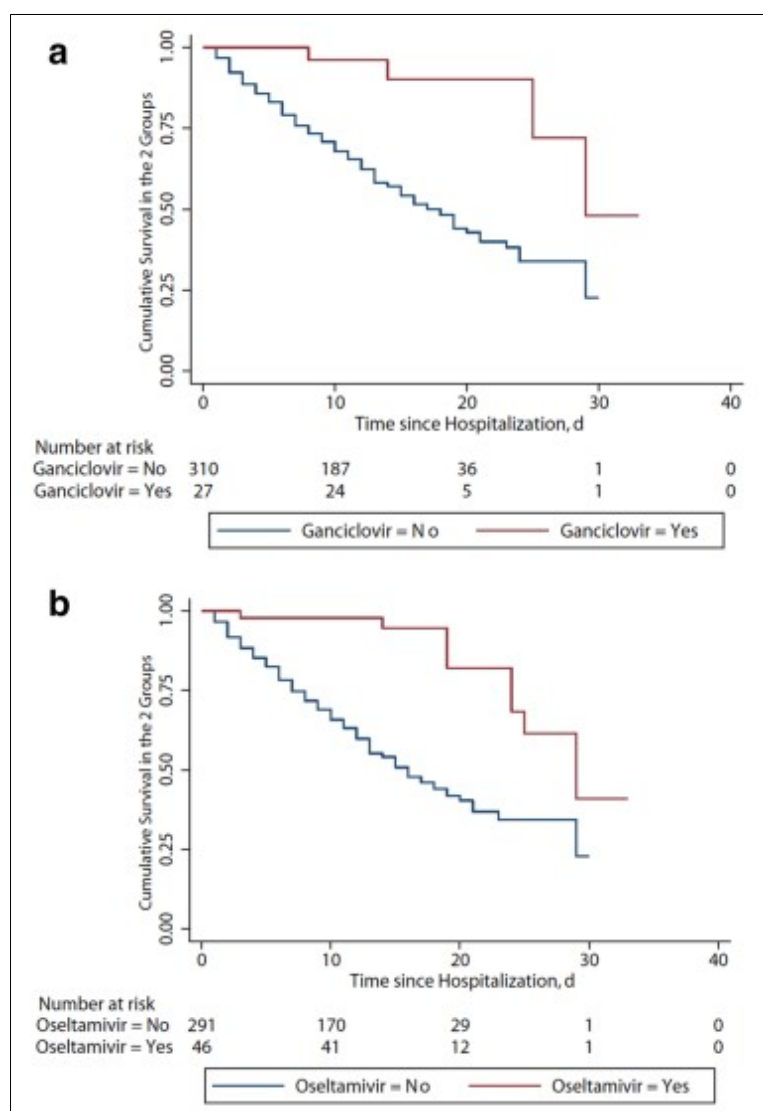 a
Cumulative Survival in the 2 Groups
1.00
0.75
0.50
0.25
0.00
0 10 20 30 40
Time since Hospitalization, d
Number at risk
Ganciclovir = No 310 187 36 1 0
Ganciclovir = Yes 27 24 5 1 0
Ganciclovir = No Ganciclovir = Yes
b
Cumulative Survival in the 2 Groups
1.00
0.75
0.50
0.25
0.00
0 10 20 30 40
Time since Hospitalization, d
Number at risk
Oseltamivir = No 291 170 29 1 0
Oseltamivir = Yes 46 41 12 1 0
Oseltamivir = No Oseltamivir = Yes